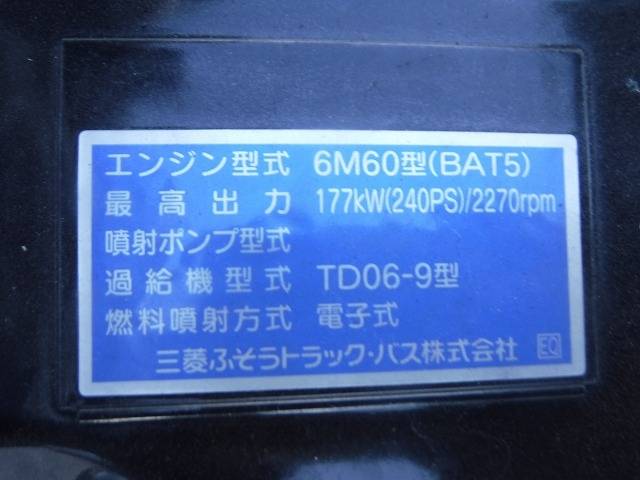 エンジン型式 6M60型(BAT5)
最高出力 177kW(240PS)/2270rpm
噴射ポンプ型式
過給機型式 TD06-9型
燃料噴射方式 電子式
三菱ふそうトラック・バス株式会社 EQ